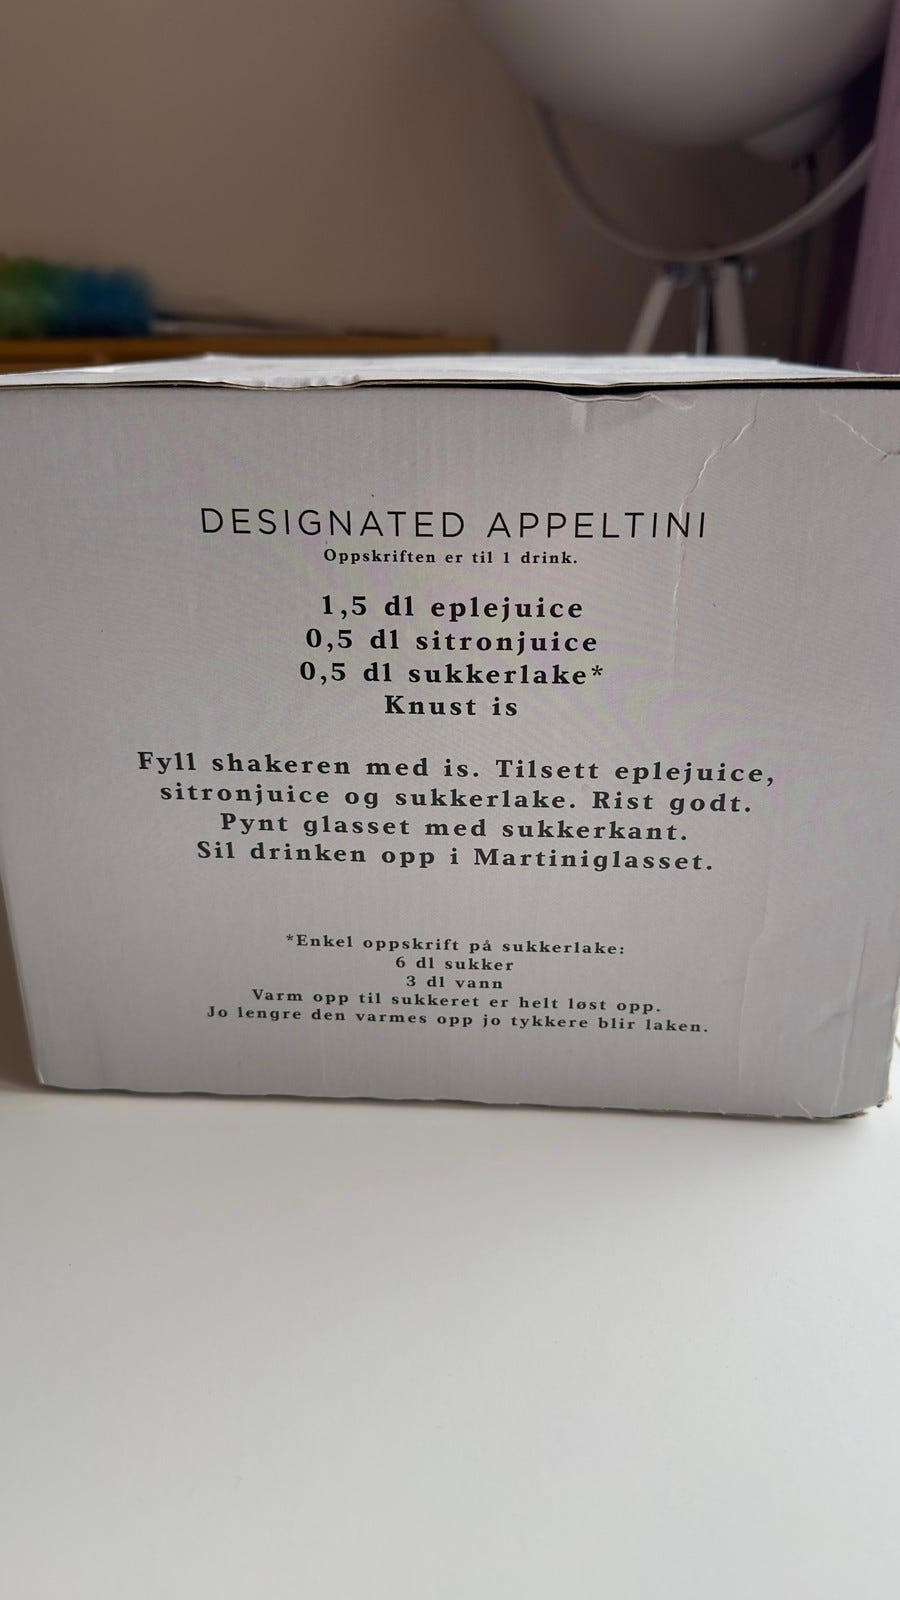 DESIGNATED APPELTINI
Oppskriften er til 1 drink.
1,5 dl eplejuice
0,5 dl sitronjuice
0,5 dl sukkerlake*
Knust is
Fyll shakeren med is. Tilsett eplejuice,
sitronjuice og sukkerlake. Rist godt.
Pynt glasset med sukkerkant.
Sil drinken opp i Martiniglasset.
*Enkel oppskrift på sukkerlake:
6 dl sukker
3 dl vann
Varm opp til sukkeret er helt løst opp.
Jo lengre den varmes opp jo tykkere blir laken.